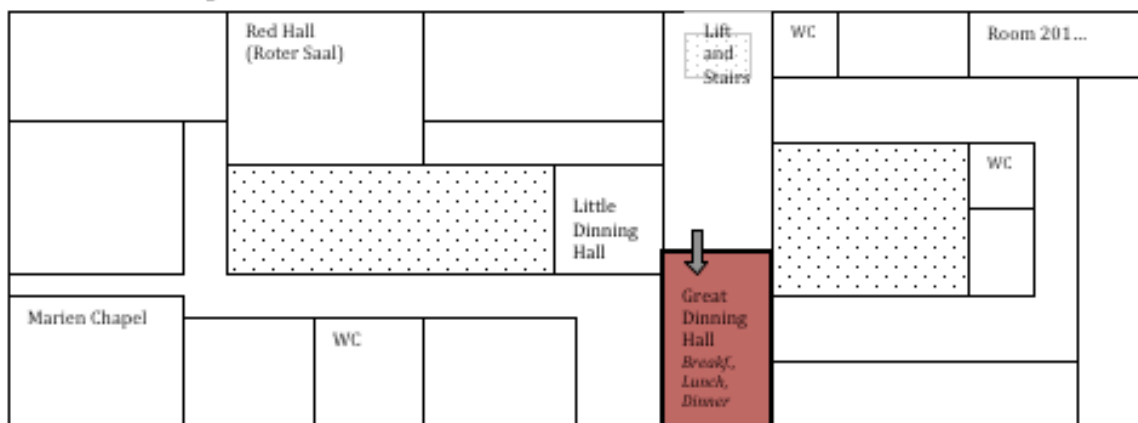 Red Hall
(Roter Saal)
Lift
and
Stairs
WC
Room 201...
WC
Little
Dinning
Hall
Great
Dinning
Hall
Breakf.,
Lunch,
Dinner
Marien Chapel
WC